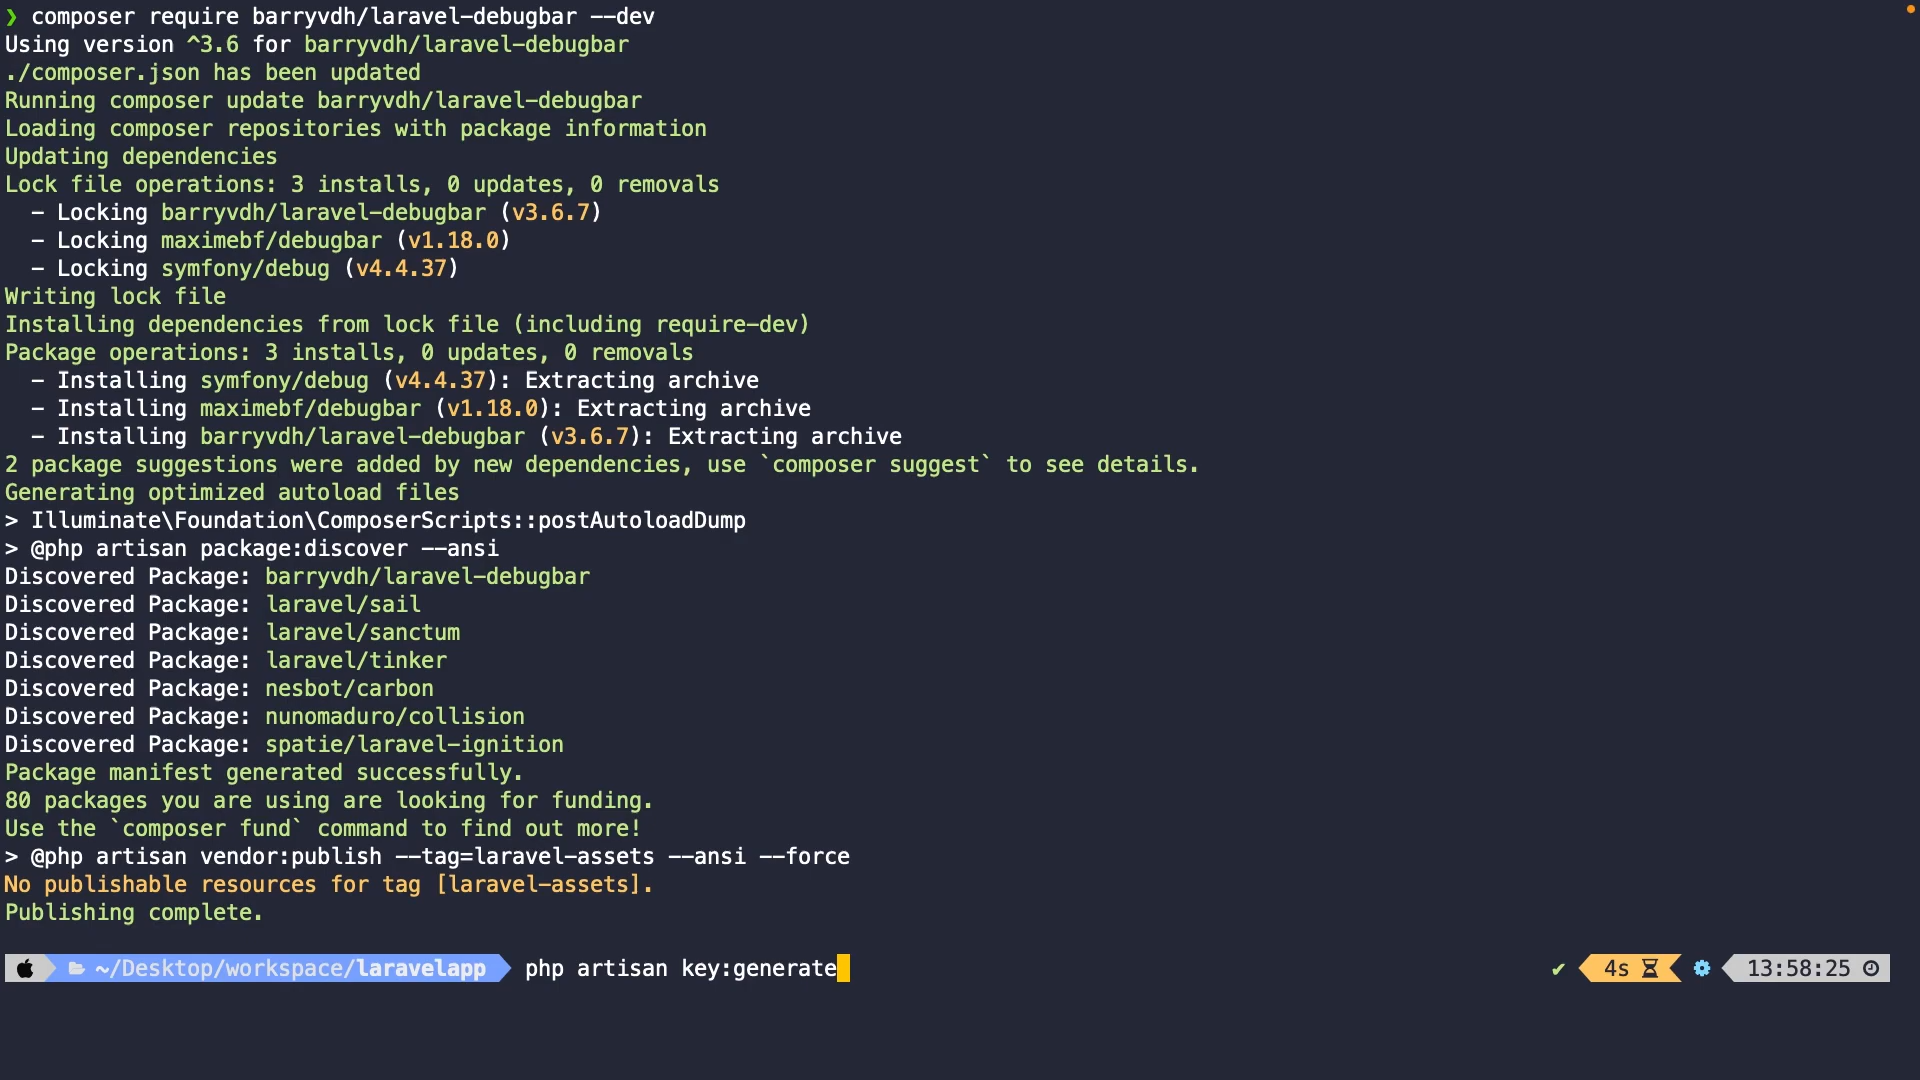 ❯ composer require barryvdh/laravel-debugbar --dev
Using version ^3.6 for barryvdh/laravel-debugbar
./composer.json has been updated
Running composer update barryvdh/laravel-debugbar
Loading composer repositories with package information
Updating dependencies
Lock file operations: 3 installs, 0 updates, 0 removals
  - Locking barryvdh/laravel-debugbar (v3.6.7)
  - Locking maximebf/debugbar (v1.18.0)
  - Locking symfony/debug (v4.4.37)
Writing lock file
Installing dependencies from lock file (including require-dev)
Package operations: 3 installs, 0 updates, 0 removals
  - Installing symfony/debug (v4.4.37): Extracting archive
  - Installing maximebf/debugbar (v1.18.0): Extracting archive
  - Installing barryvdh/laravel-debugbar (v3.6.7): Extracting archive
2 package suggestions were added by new dependencies, use `composer suggest` to see details.
Generating optimized autoload files
> Illuminate\Foundation\ComposerScripts::postAutoloadDump
> @php artisan package:discover --ansi
Discovered Package: barryvdh/laravel-debugbar
Discovered Package: laravel/sail
Discovered Package: laravel/sanctum
Discovered Package: laravel/tinker
Discovered Package: nesbot/carbon
Discovered Package: nunomaduro/collision
Discovered Package: spatie/laravel-ignition
Package manifest generated successfully.
80 packages you are using are looking for funding.
Use the `composer fund` command to find out more!
> @php artisan vendor:publish --tag=laravel-assets --ansi --force
No publishable resources for tag [laravel-assets].
Publishing complete.
~/Desktop/workspace/laravelapp php artisan key:generate ✔ 4s 13:58:25